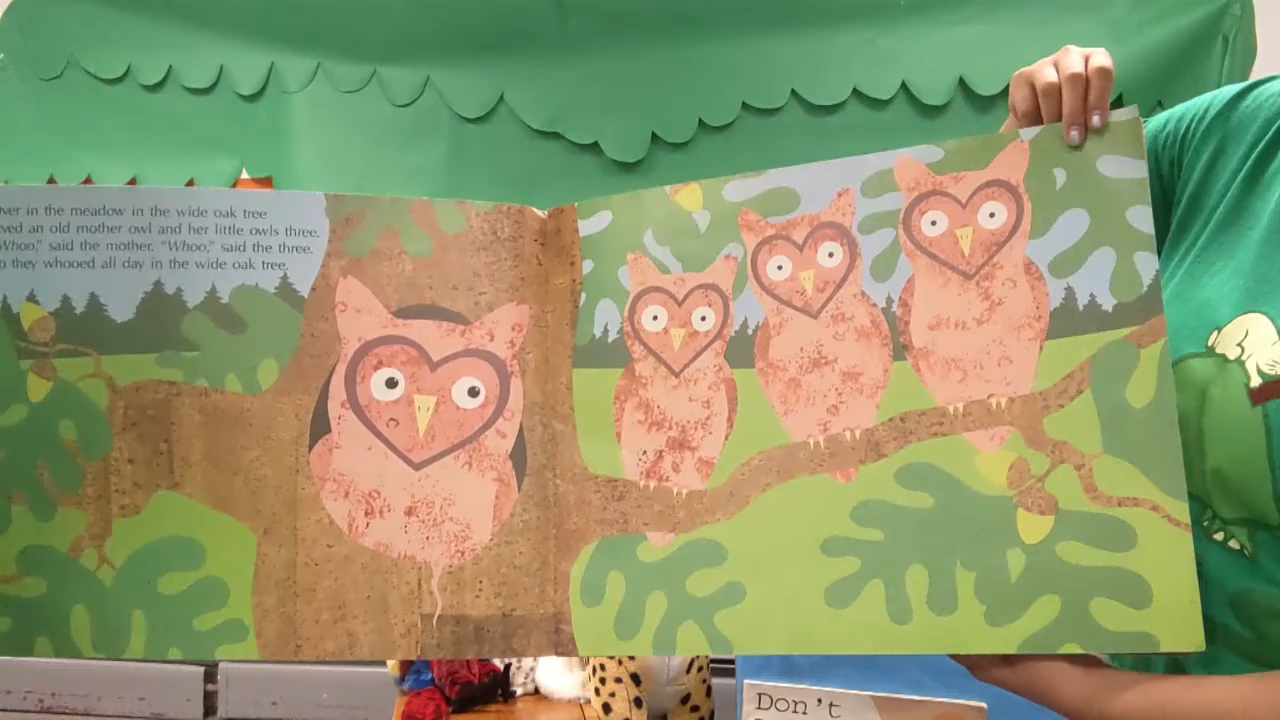 ver in the meadow in the wide oak tree
ved an old mother owl and her little owls three.
Whoo," said the mother. "Whoo," said the three.
o they whooed all day in the wide oak tree.
Don't